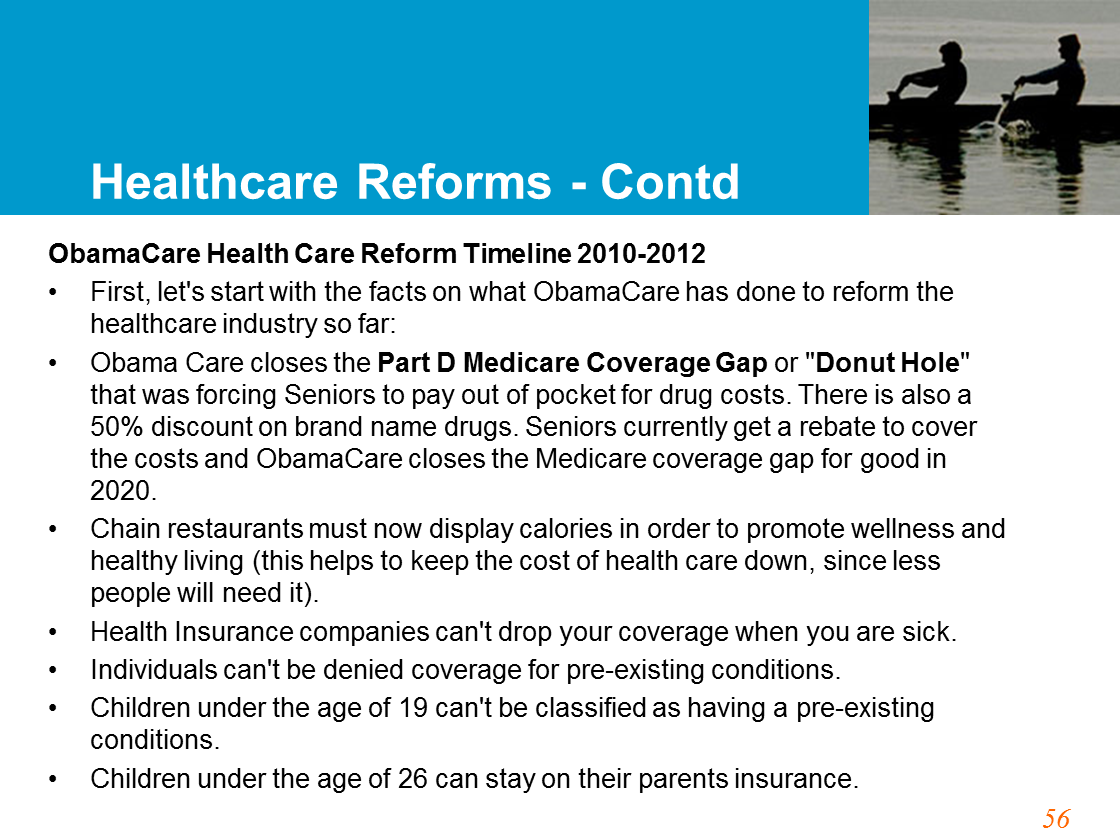 Healthcare Reforms - Contd
ObamaCare Health Care Reform Timeline 2010-2012
• First, let's start with the facts on what ObamaCare has done to reform the
healthcare industry so far:
• Obama Care closes the Part D Medicare Coverage Gap or "Donut Hole"
that was forcing Seniors to pay out of pocket for drug costs. There is also a
50% discount on brand name drugs. Seniors currently get a rebate to cover
the costs and ObamaCare closes the Medicare coverage gap for good in
2020.
• Chain restaurants must now display calories in order to promote wellness and
healthy living (this helps to keep the cost of health care down, since less
people will need it).
• Health Insurance companies can't drop your coverage when you are sick.
• Individuals can't be denied coverage for pre-existing conditions.
• Children under the age of 19 can't be classified as having a pre-existing
conditions.
• Children under the age of 26 can stay on their parents insurance.
56